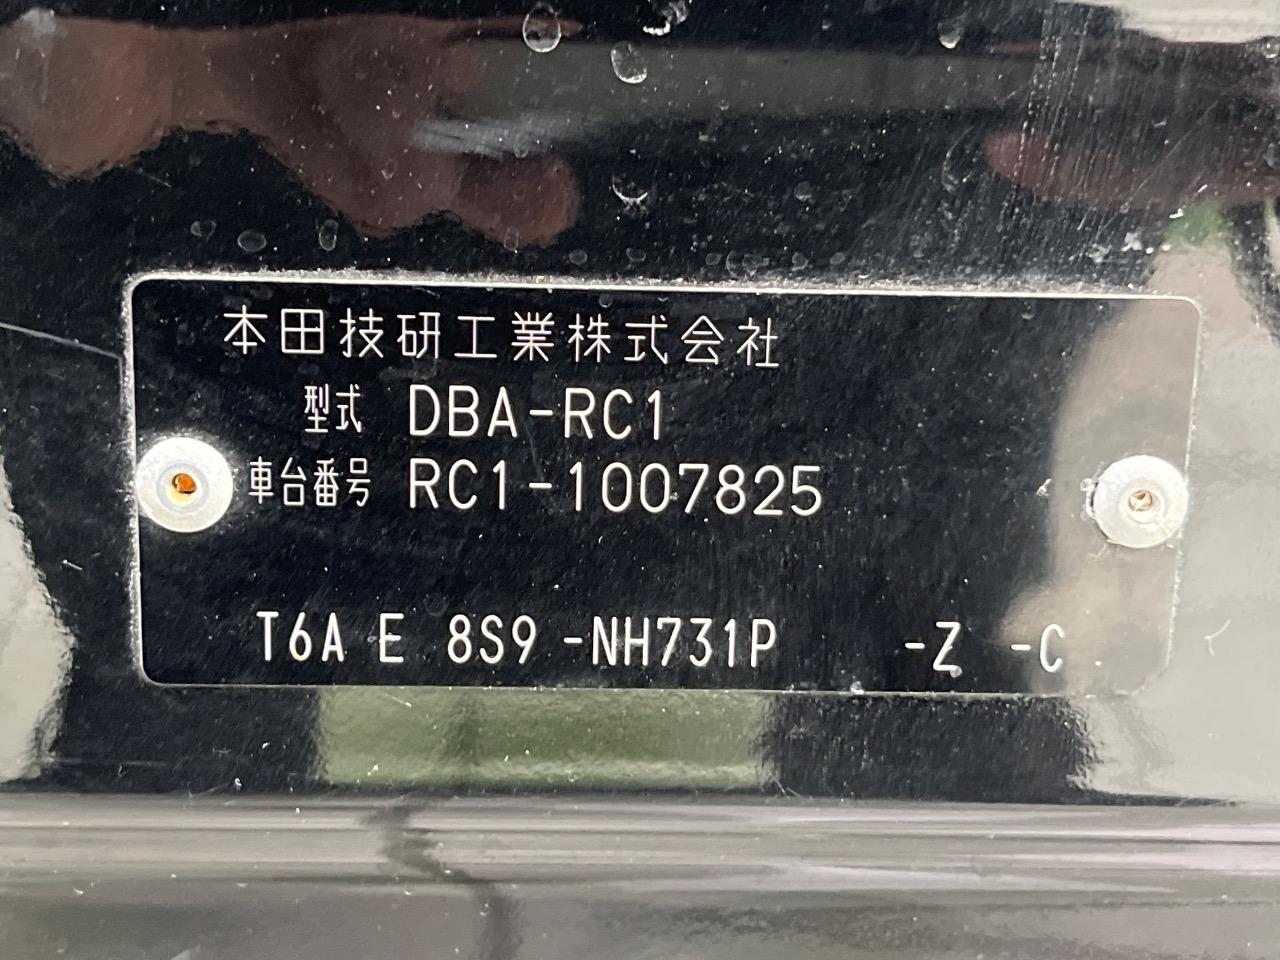 本田技研工業株式会社
型式 DBA-RC1
車台番号 RC1-1007825
T6A E 8S9 -NH731P -Z -C